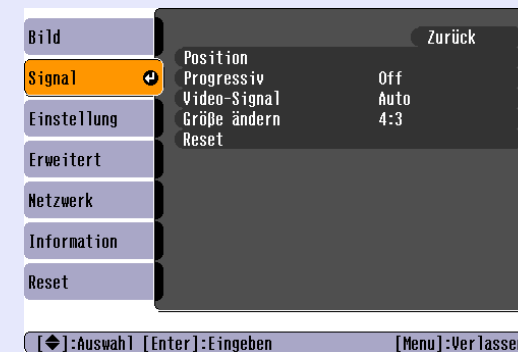 Bild
Signal
Einstellung
Erweitert
Netzwerk
Information
Reset
Zurück
Position
Progressiv Off
Video-Signal Auto
Größe ändern 4:3
Reset
[◆]:Auswahl [Enter]:Eingeben [Menu]:Verlassen